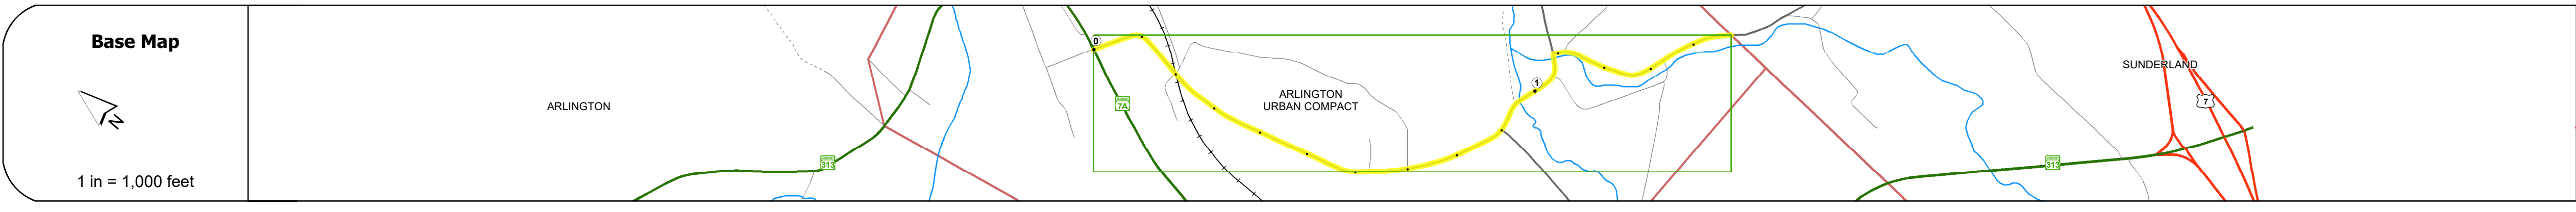 Base Map
N
1 in = 1,000 feet
ARLINGTON
313
0
7A
ARLINGTON
URBAN COMPACT
1
SUNDERLAND
7
313